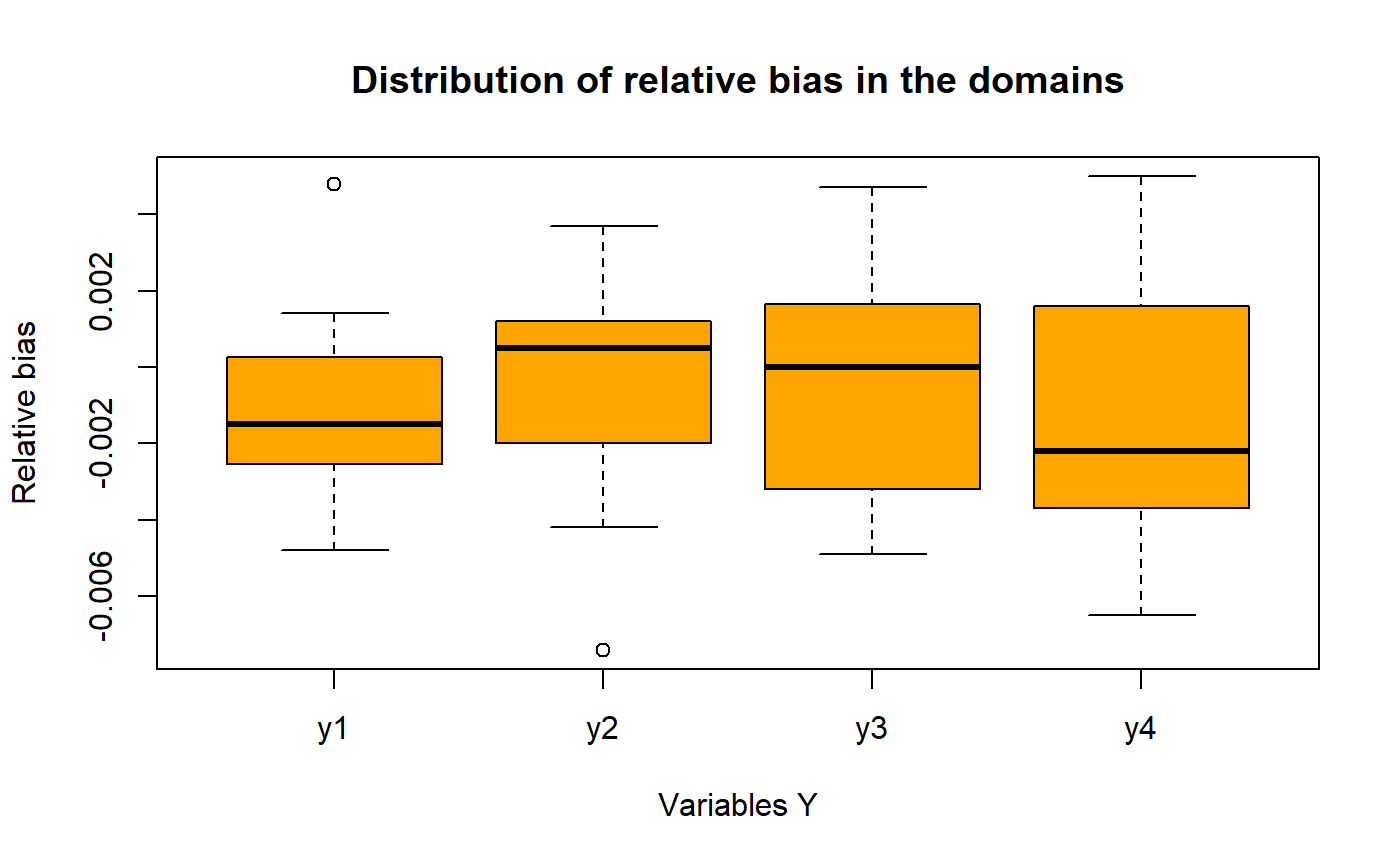 Distribution of relative bias in the domains
Relative bias
0.002
-0.002
-0.006
y1 y2 y3 y4
Variables Y